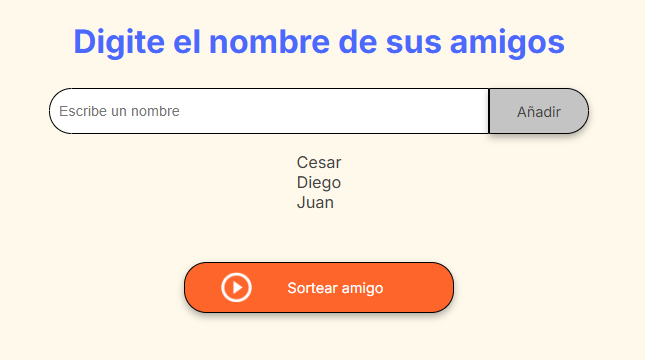 Digite el nombre de sus amigos
Escribe un nombre
Añadir
Cesar
Diego
Juan
Sortear amigo